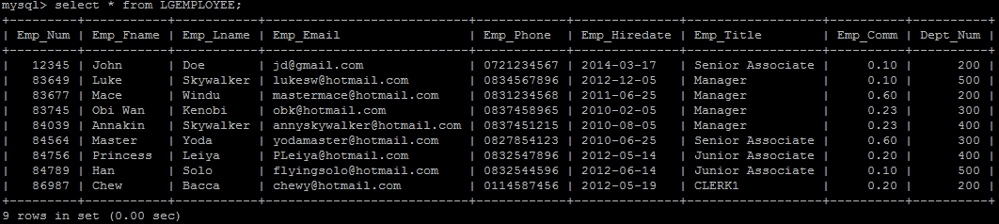 mysql> select * from LGEMPLOYEE;
+---------+-----------+-----------+---------------------------+------------+--------------+------------------+----------+----------+
| Emp_Num | Emp_Fname | Emp_Lname | Emp_Email                 | Emp_Phone  | Emp_Hiredate | Emp_Title        | Emp_Comm | Dept_Num |
+---------+-----------+-----------+---------------------------+------------+--------------+------------------+----------+----------+
|   12345 | John      | Doe       | jd@gmail.com              | 0721234567 | 2014-03-17   | Senior Associate |     0.10 |      200 |
|   83649 | Luke      | Skywalker | lukesw@hotmail.com        | 0834567896 | 2012-12-05   | Manager          |     0.10 |      500 |
|   83677 | Mace      | Windu     | mastermace@hotmail.com    | 0831234568 | 2011-06-25   | Manager          |     0.60 |      200 |
|   83745 | Obi Wan   | Kenobi    | obk@hotmail.com           | 0837458965 | 2010-02-05   | Manager          |     0.23 |      300 |
|   84039 | Annakin   | Skywalker | annyskywalker@hotmail.com | 0837451215 | 2010-08-05   | Manager          |     0.23 |      400 |
|   84564 | Master    | Yoda      | yodamaster@hotmail.com    | 0827854123 | 2010-06-25   | Senior Associate |     0.60 |      300 |
|   84756 | Princess  | Leiya     | PLeiya@hotmail.com        | 0832547896 | 2012-05-14   | Junior Associate |     0.20 |      400 |
|   84789 | Han       | Solo      | flyingsolo@hotmail.com    | 0832544596 | 2012-06-14   | Junior Associate |     0.10 |      500 |
|   86987 | Chew      | Bacca     | chewy@hotmail.com         | 0114587456 | 2012-05-19   | CLERK1           |     0.20 |      200 |
+---------+-----------+-----------+---------------------------+------------+--------------+------------------+----------+----------+
9 rows in set (0.00 sec)